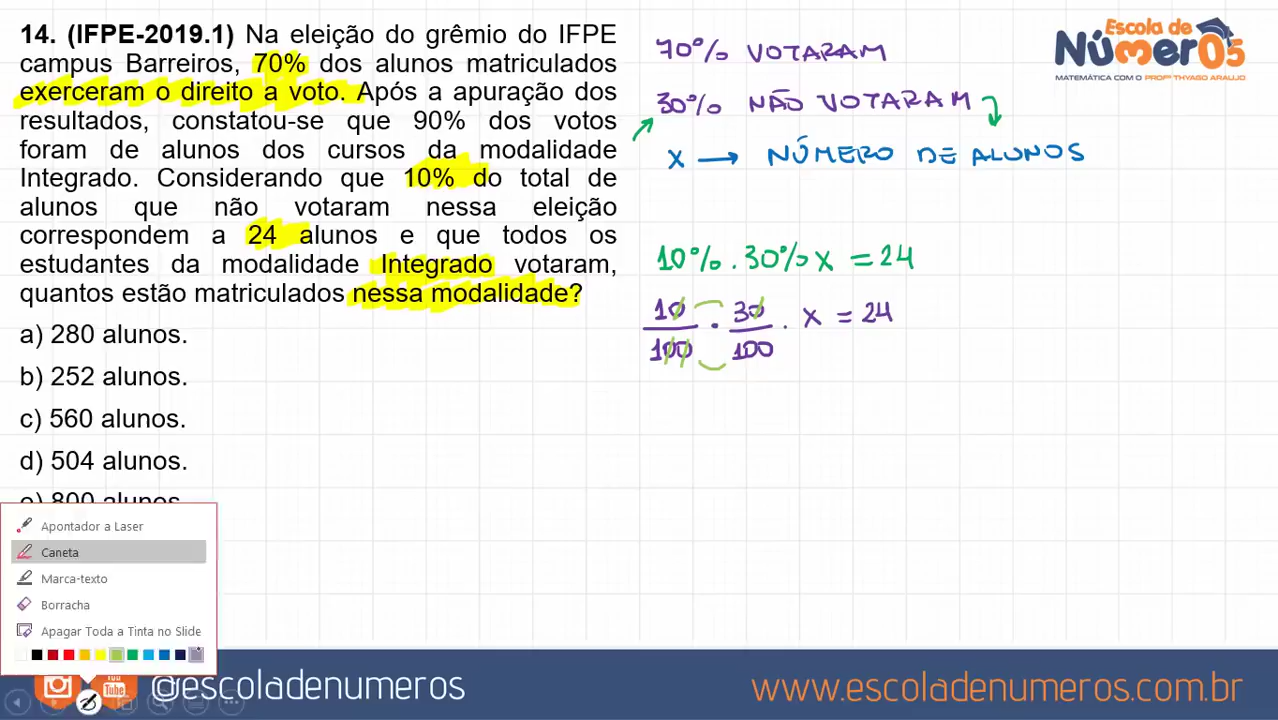 14. (IFPE-2019.1) Na eleição do grêmio do IFPE
campus Barreiros, 70% dos alunos matriculados
exerceram o direito a voto. Após a apuração dos
resultados, constatou-se que 90% dos votos
foram de alunos dos cursos da modalidade
Integrado. Considerando que 10% do total de
alunos que não votaram nessa eleição
correspondem a 24 alunos e que todos os
estudantes da modalidade Integrado votaram,
quantos estão matriculados nessa modalidade?
a) 280 alunos.
b) 252 alunos.
c) 560 alunos.
d) 504 alunos.
e) 800 alunos.
Apontador a Laser
Caneta
Marca-texto
Borracha
Apagar Toda a Tinta no Slide
70% VOTARAM
30% NÃO VOTARAM
x → NÚMERO DE ALUNOS
10% . 30% x = 24
10/100 . 30/100 . x = 24
Escola de
NúmerOs
MATEMÁTICA COM O PROFº THYAGO ARAUJO
You
Tube
@escoladenumeros
www.escoladenumeros.com.br